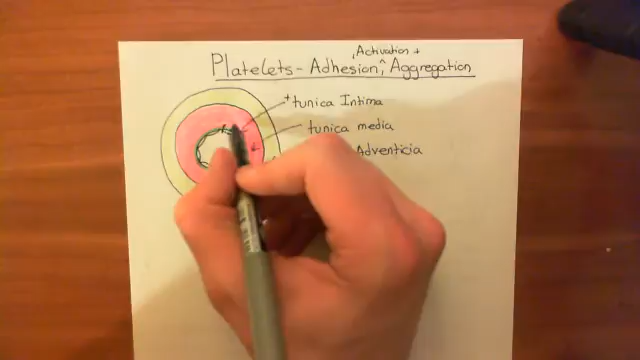 Activation +
Platelets - Adhesion, ^ Aggregation
+ tunica Intima
tunica media
Adventicia